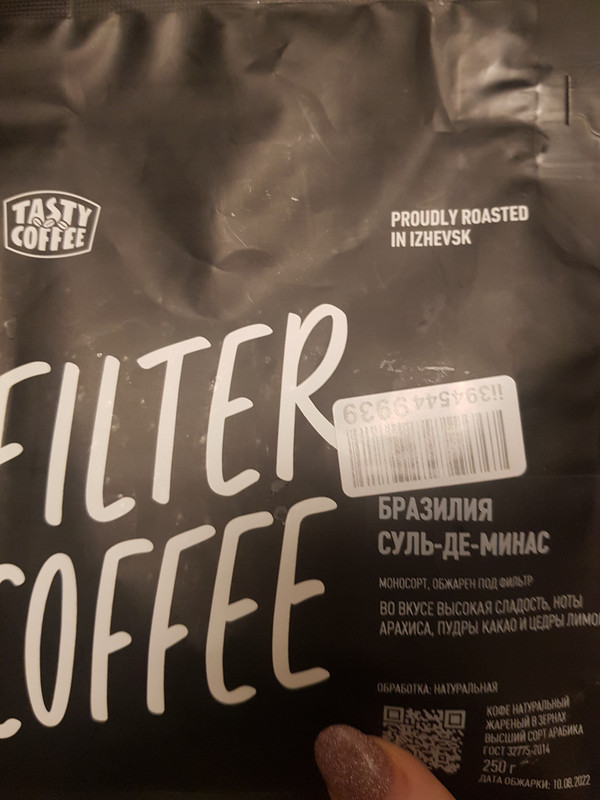 TASTY
COFFEE
PROUDLY ROASTED
IN IZHEVSK
FILTER
COFFEE
ii3945449939
БРАЗИЛИЯ
СУЛЬ-ДЕ-МИНАС
МОНОСОРТ, ОБЖАРЕН ПОД ФИЛЬТР
ВО ВКУСЕ ВЫСОКАЯ СЛАДОСТЬ, НОТЫ
АРАХИСА, ПУДРЫ КАКАО И ЦЕДРЫ ЛИМО
ОБРАБОТКА: НАТУРАЛЬНАЯ
КОФЕ НАТУРАЛЬНЫЙ
ЖАРЕНЫЙ В ЗЕРНАХ
ВЫСШИЙ СОРТ АРАБИКА
ГОСТ 32775-2014
250 г
ДАТА ОБЖАРКИ: 10.08.2022